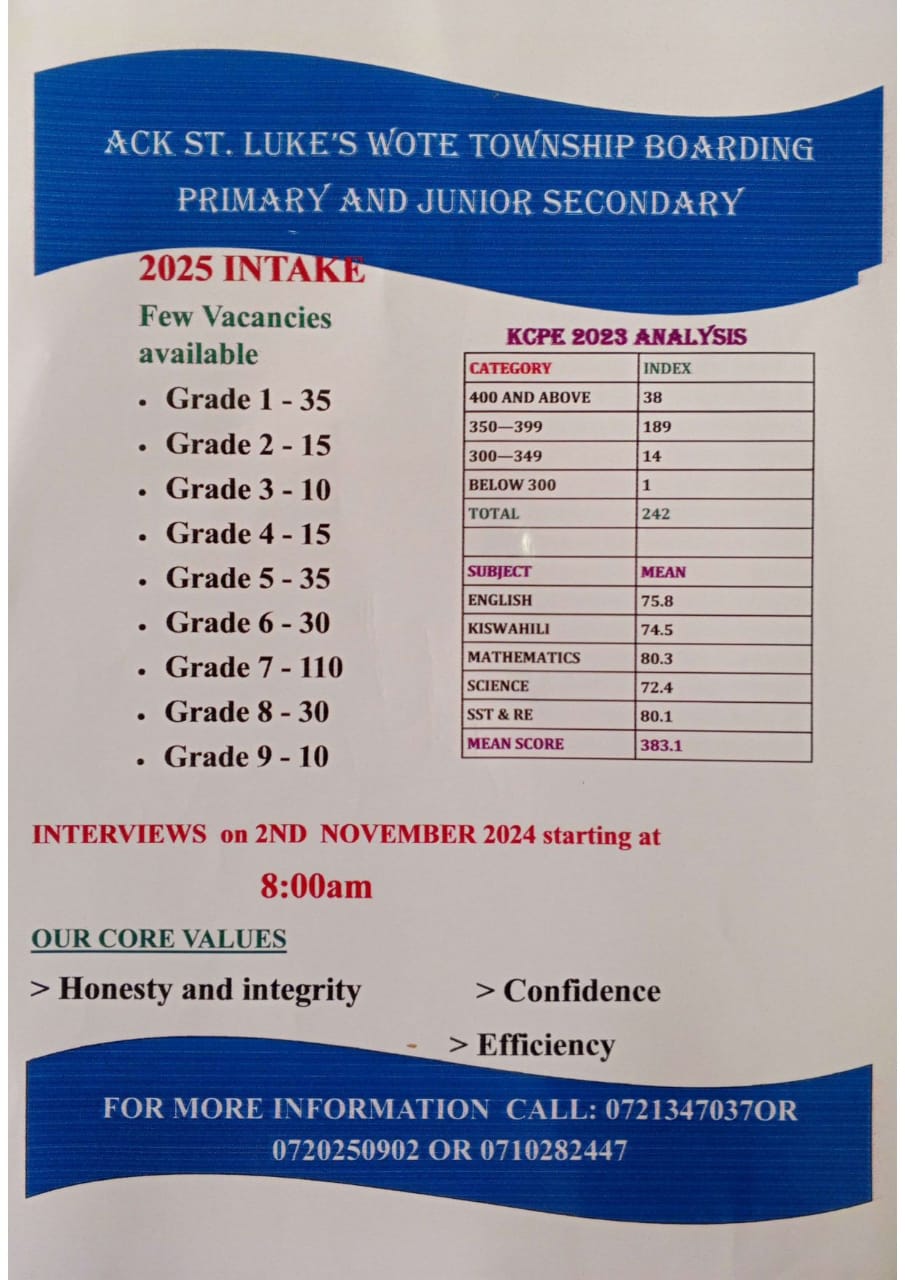 ACK ST. LUKE'S WOTE TOWNSHIP BOARDING
PRIMARY AND JUNIOR SECONDARY
2025 INTAKE
Few Vacancies
available
• Grade 1 - 35
• Grade 2 - 15
• Grade 3 - 10
• Grade 4 - 15
• Grade 5 - 35
• Grade 6 - 30
• Grade 7 - 110
• Grade 8 - 30
• Grade 9 - 10
KCPE 2023 ANALYSIS
CATEGORY INDEX
400 AND ABOVE 38
350—399 189
300—349 14
BELOW 300 1
TOTAL 242
SUBJECT MEAN
ENGLISH 75.8
KISWAHILI 74.5
MATHEMATICS 80.3
SCIENCE 72.4
SST & RE 80.1
MEAN SCORE 383.1
INTERVIEWS on 2ND NOVEMBER 2024 starting at
8:00am
OUR CORE VALUES
> Honesty and integrity > Confidence
> Efficiency
FOR MORE INFORMATION CALL: 0721347037OR
0720250902 OR 0710282447